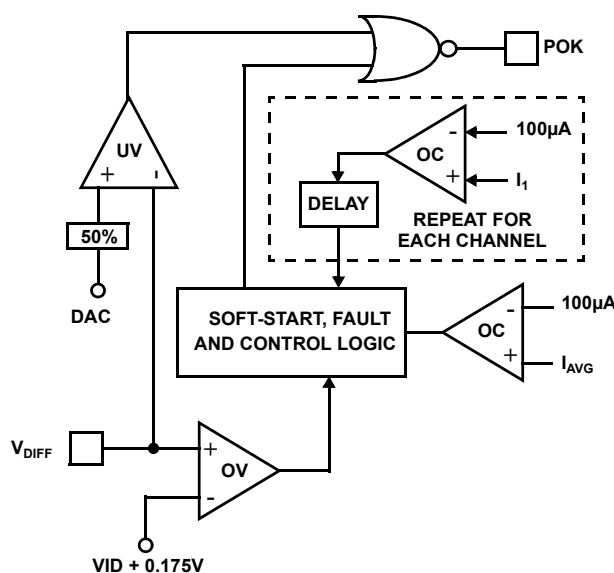 POK
UV
+ -
50%
DAC
- 100µA
OC
+ I1
DELAY
REPEAT FOR
EACH CHANNEL
SOFT-START, FAULT
AND CONTROL LOGIC
- 100µA
OC
+ IAVG
VDIFF
+
OV
-
VID + 0.175V